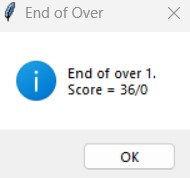 End of Over
End of over 1.
Score = 36/0
OK